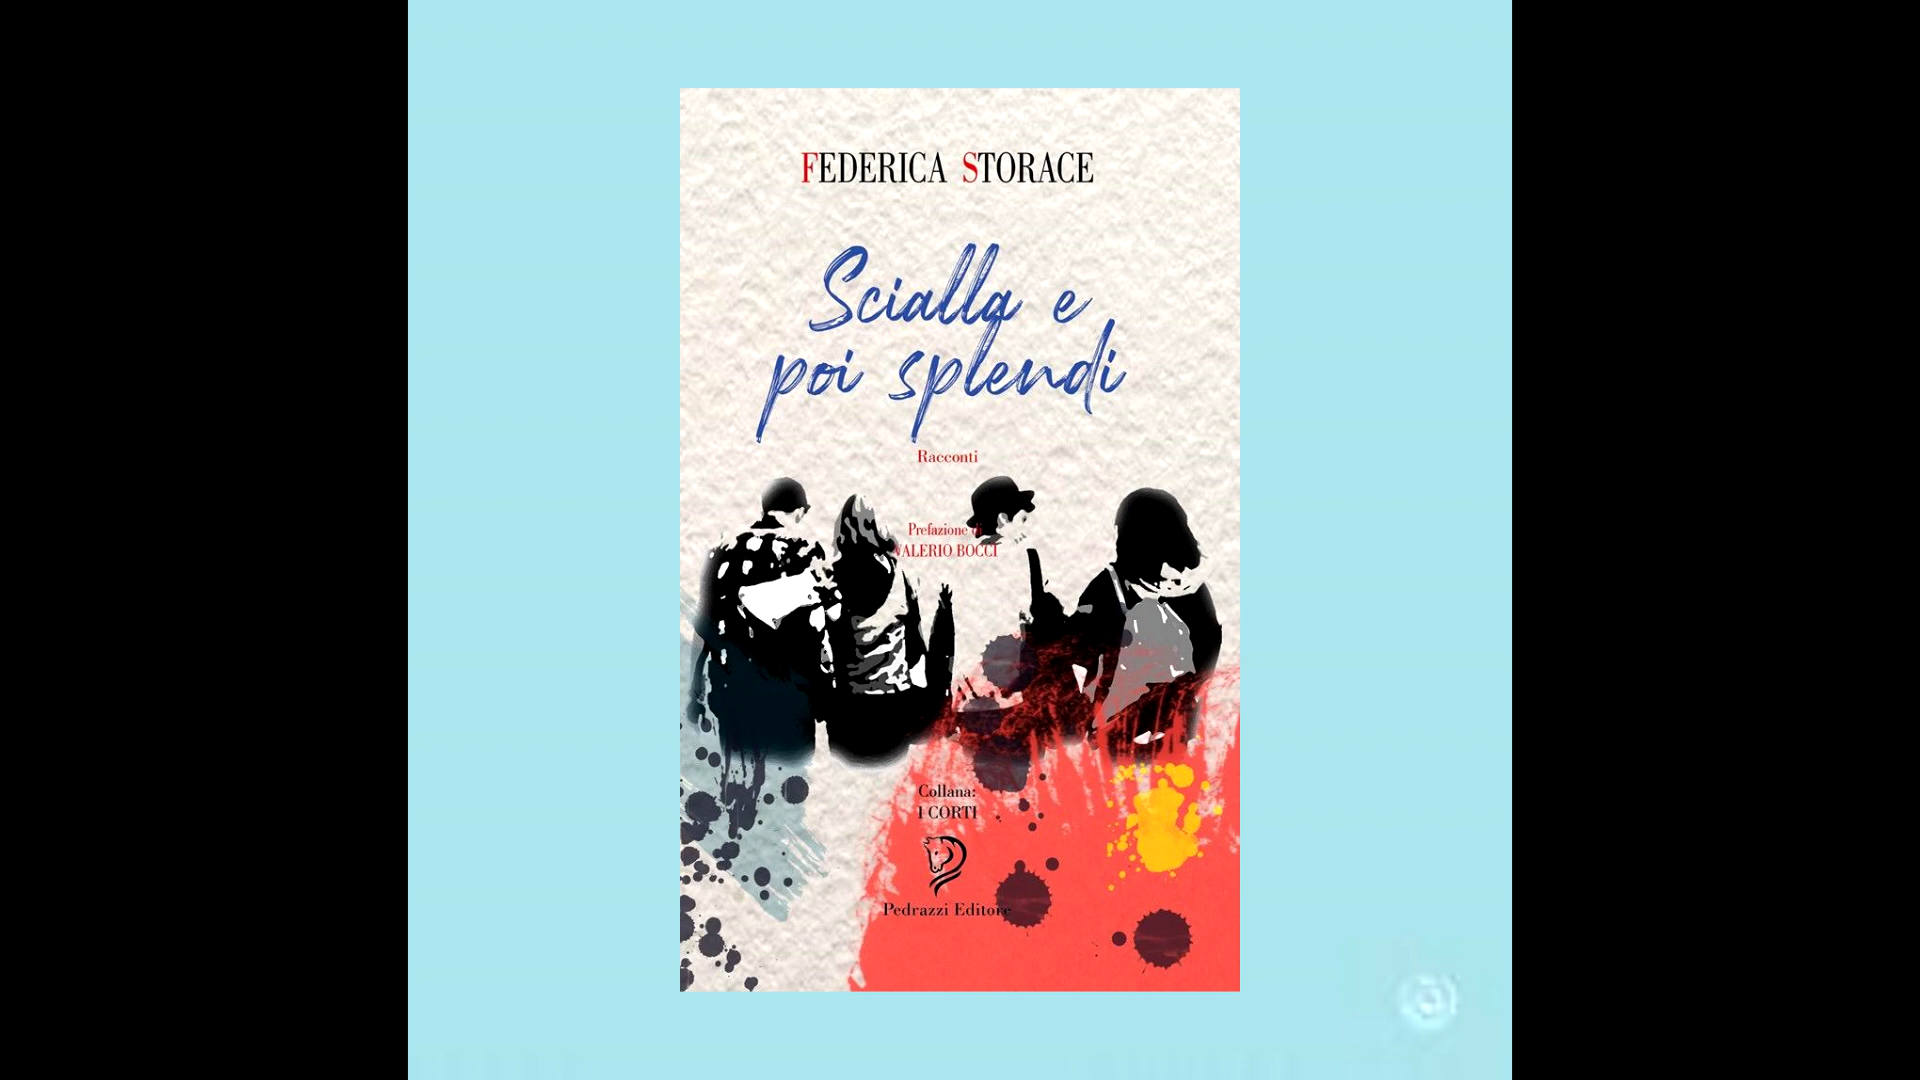 FEDERICA STORACE
Scialla e
poi splendi
Racconti
Prefazione di
VALERIO BOCCI
Collana:
I CORTI
Pedrazzi Editore